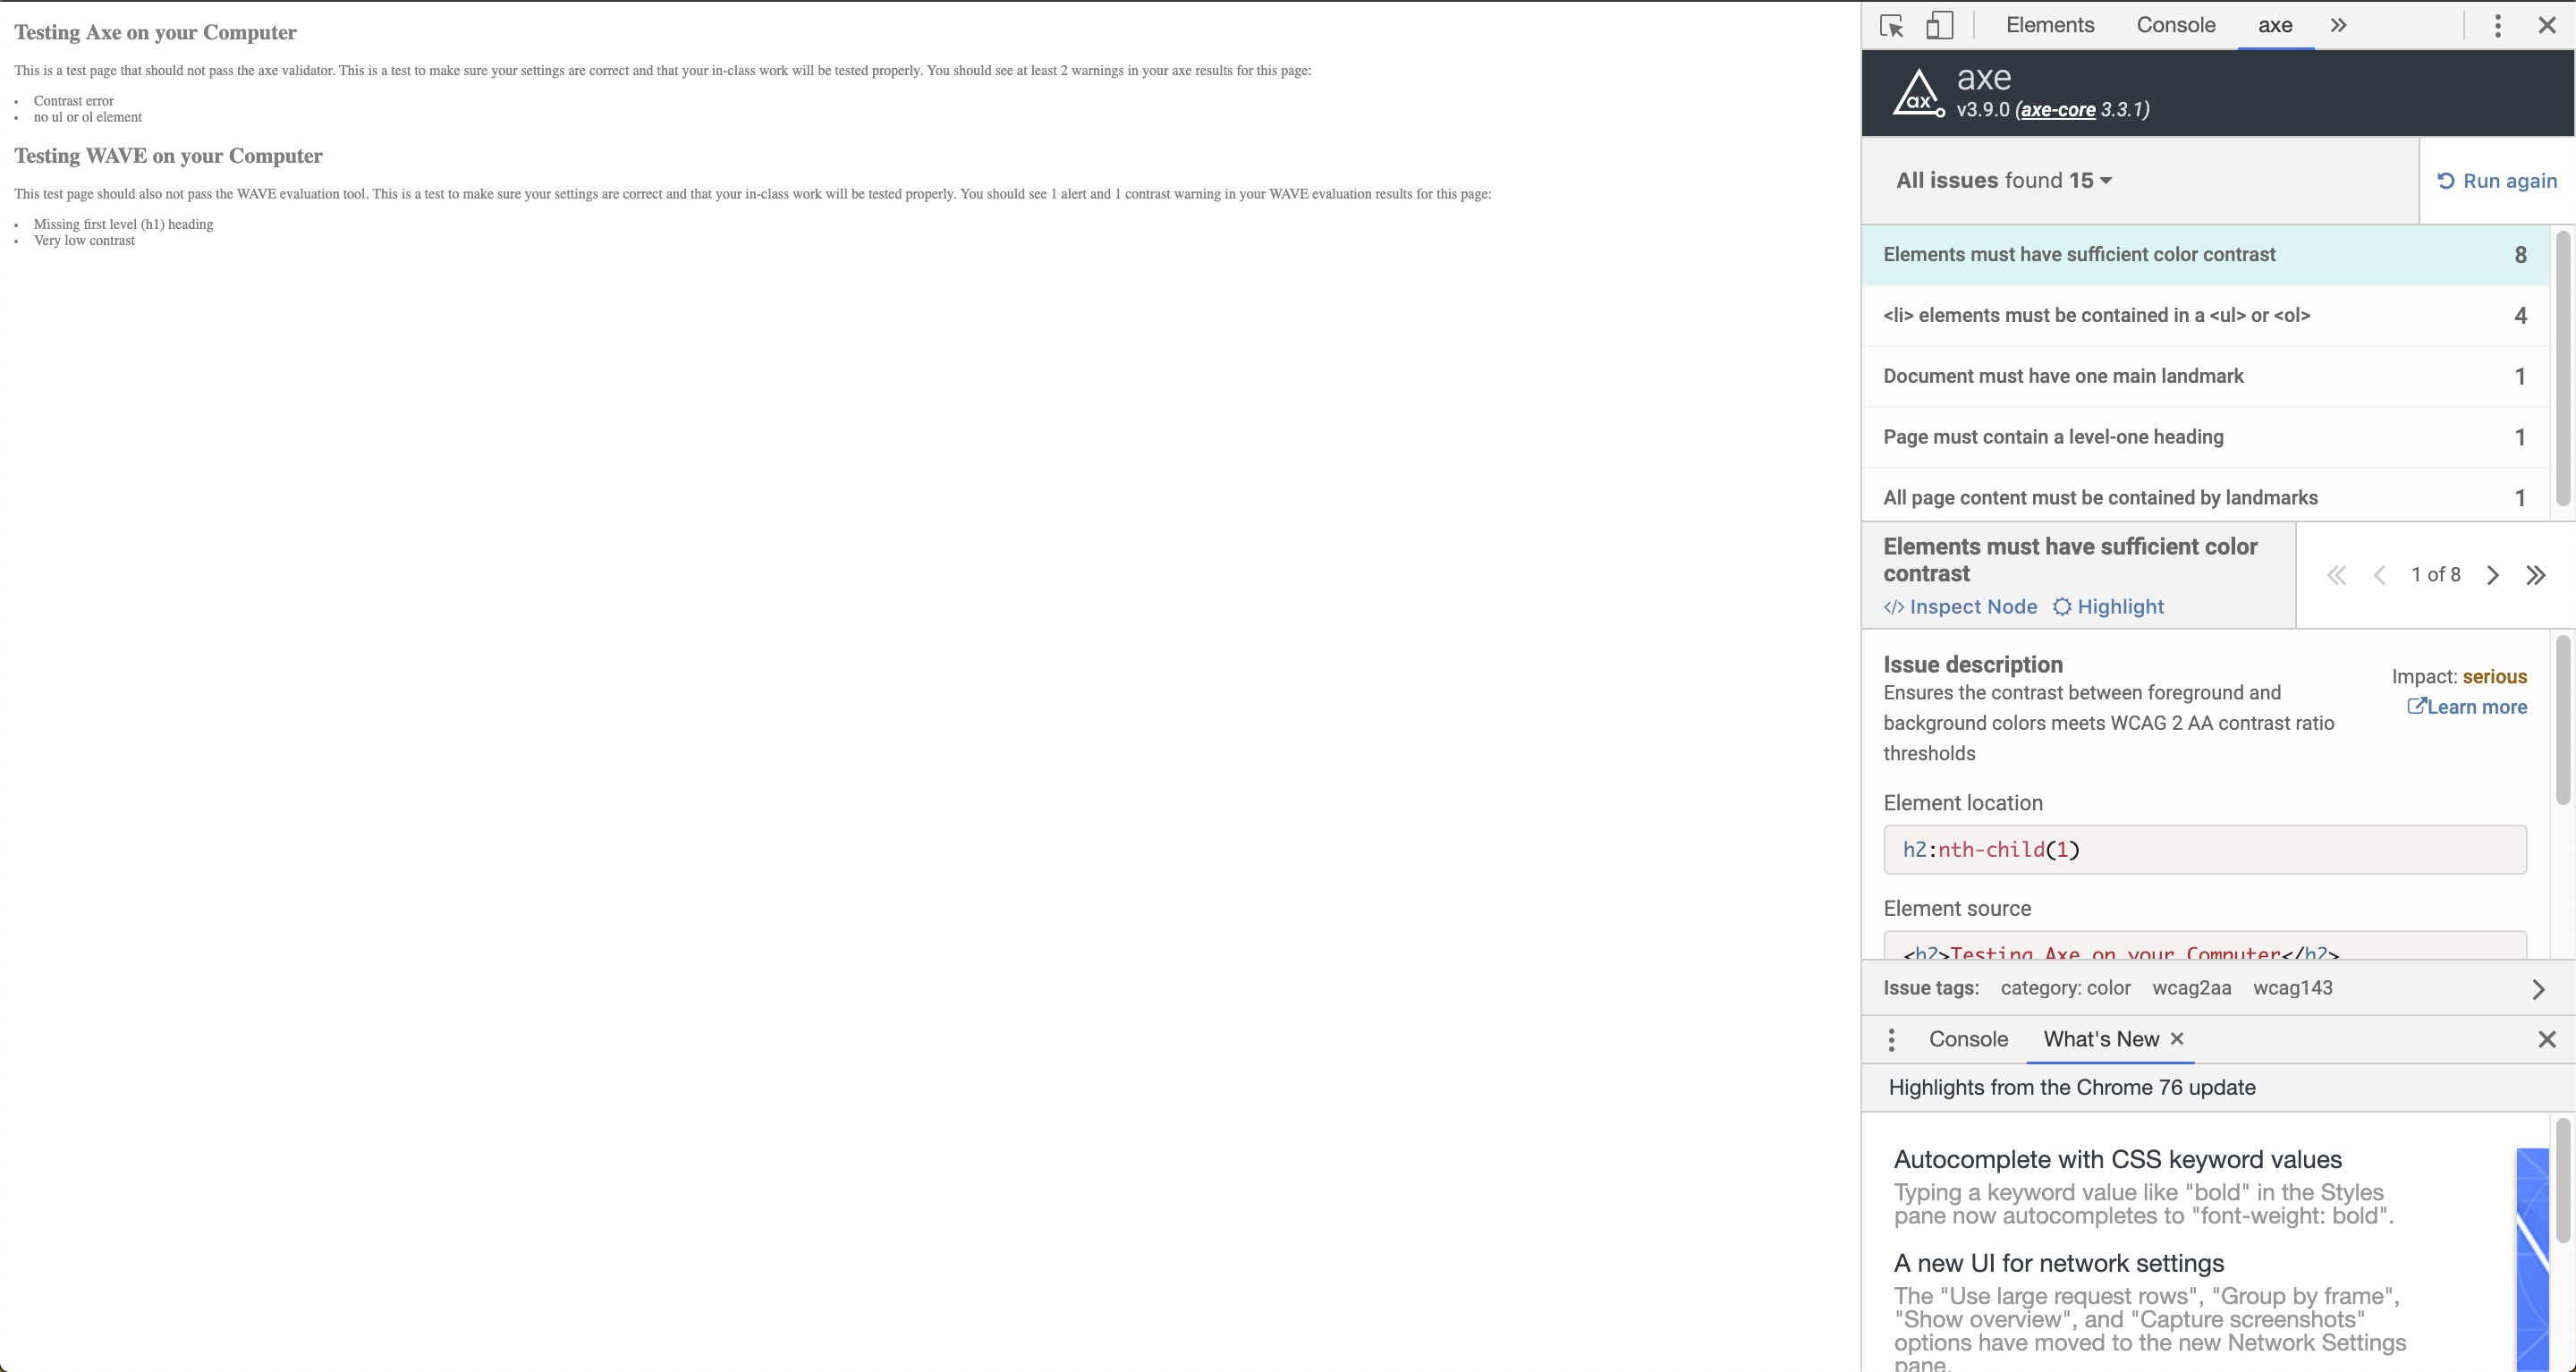 Testing Axe on your Computer
This is a test page that should not pass the axe validator. This is a test to make sure your settings are correct and that your in-class work will be tested properly. You should see at least 2 warnings in your axe results for this page:
• Contrast error
• no ul or ol element
Testing WAVE on your Computer
This test page should also not pass the WAVE evaluation tool. This is a test to make sure your settings are correct and that your in-class work will be tested properly. You should see 1 alert and 1 contrast warning in your WAVE evaluation results for this page:
• Missing first level (h1) heading
• Very low contrast
Elements Console axe »
ax
axe
v3.9.0 (axe-core 3.3.1)
All issues found 15
Run again
Elements must have sufficient color contrast 8
<li> elements must be contained in a <ul> or <ol> 4
Document must have one main landmark 1
Page must contain a level-one heading 1
All page content must be contained by landmarks 1
Elements must have sufficient color
contrast
</> Inspect Node Highlight
1 of 8
Issue description
Impact: serious
Learn more
Ensures the contrast between foreground and
background colors meets WCAG 2 AA contrast ratio
thresholds
Element location
h2:nth-child(1)
Element source
<h2>Testing Axe on your Computer</h2>
Issue tags: category: color wcag2aa wcag143
Console What's New ×
Highlights from the Chrome 76 update
Autocomplete with CSS keyword values
Typing a keyword value like "bold" in the Styles
pane now autocompletes to "font-weight: bold".
A new UI for network settings
The "Use large request rows", "Group by frame",
"Show overview", and "Capture screenshots"
options have moved to the new Network Settings
pane.